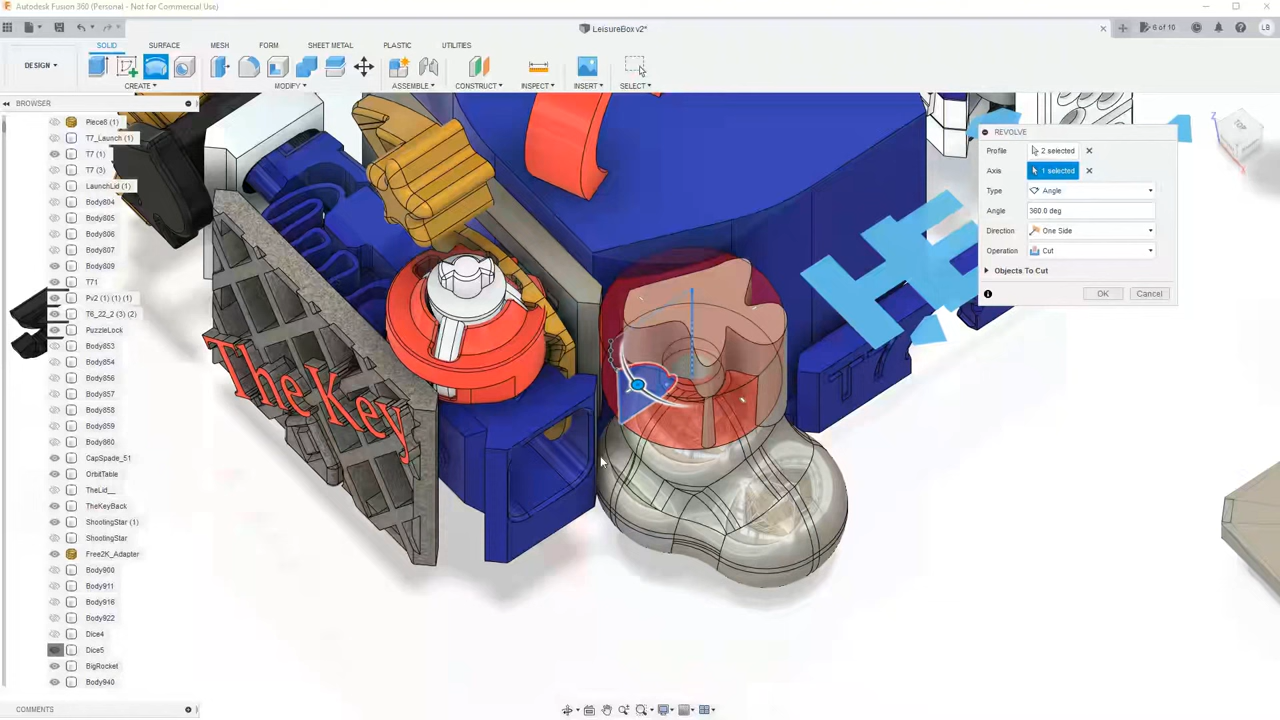 Autodesk Fusion 360 (Personal - Not for Commercial Use)
LeisureBox v2*
6 of 10
LB
DESIGN
SOLID
SURFACE
MESH
FORM
SHEET METAL
PLASTIC
UTILITIES
CREATE
MODIFY
ASSEMBLE
CONSTRUCT
INSPECT
INSERT
SELECT
BROWSER
Piece8 (1)
T7_Launch (1)
T7 (1)
T7 (3)
LaunchLid (1)
Body804
Body805
Body806
Body807
Body809
T71
Pv2 (1) (1) (1)
T6_22_2 (3) (2)
PuzzleLock
Body853
Body854
Body856
Body857
Body858
Body859
Body860
CapSpade_51
OrbitTable
TheLid__
TheKeyBack
ShootingStar (1)
ShootingStar
Free2K_Adapter
Body900
Body911
Body916
Body922
Dice4
Dice5
BigRocket
Body940
COMMENTS
The Key
T7
TOP
Z
REVOLVE
Profile
2 selected
Axis
1 selected
Type
Angle
Angle
360.0 deg
Direction
One Side
Operation
Cut
Objects To Cut
OK
Cancel